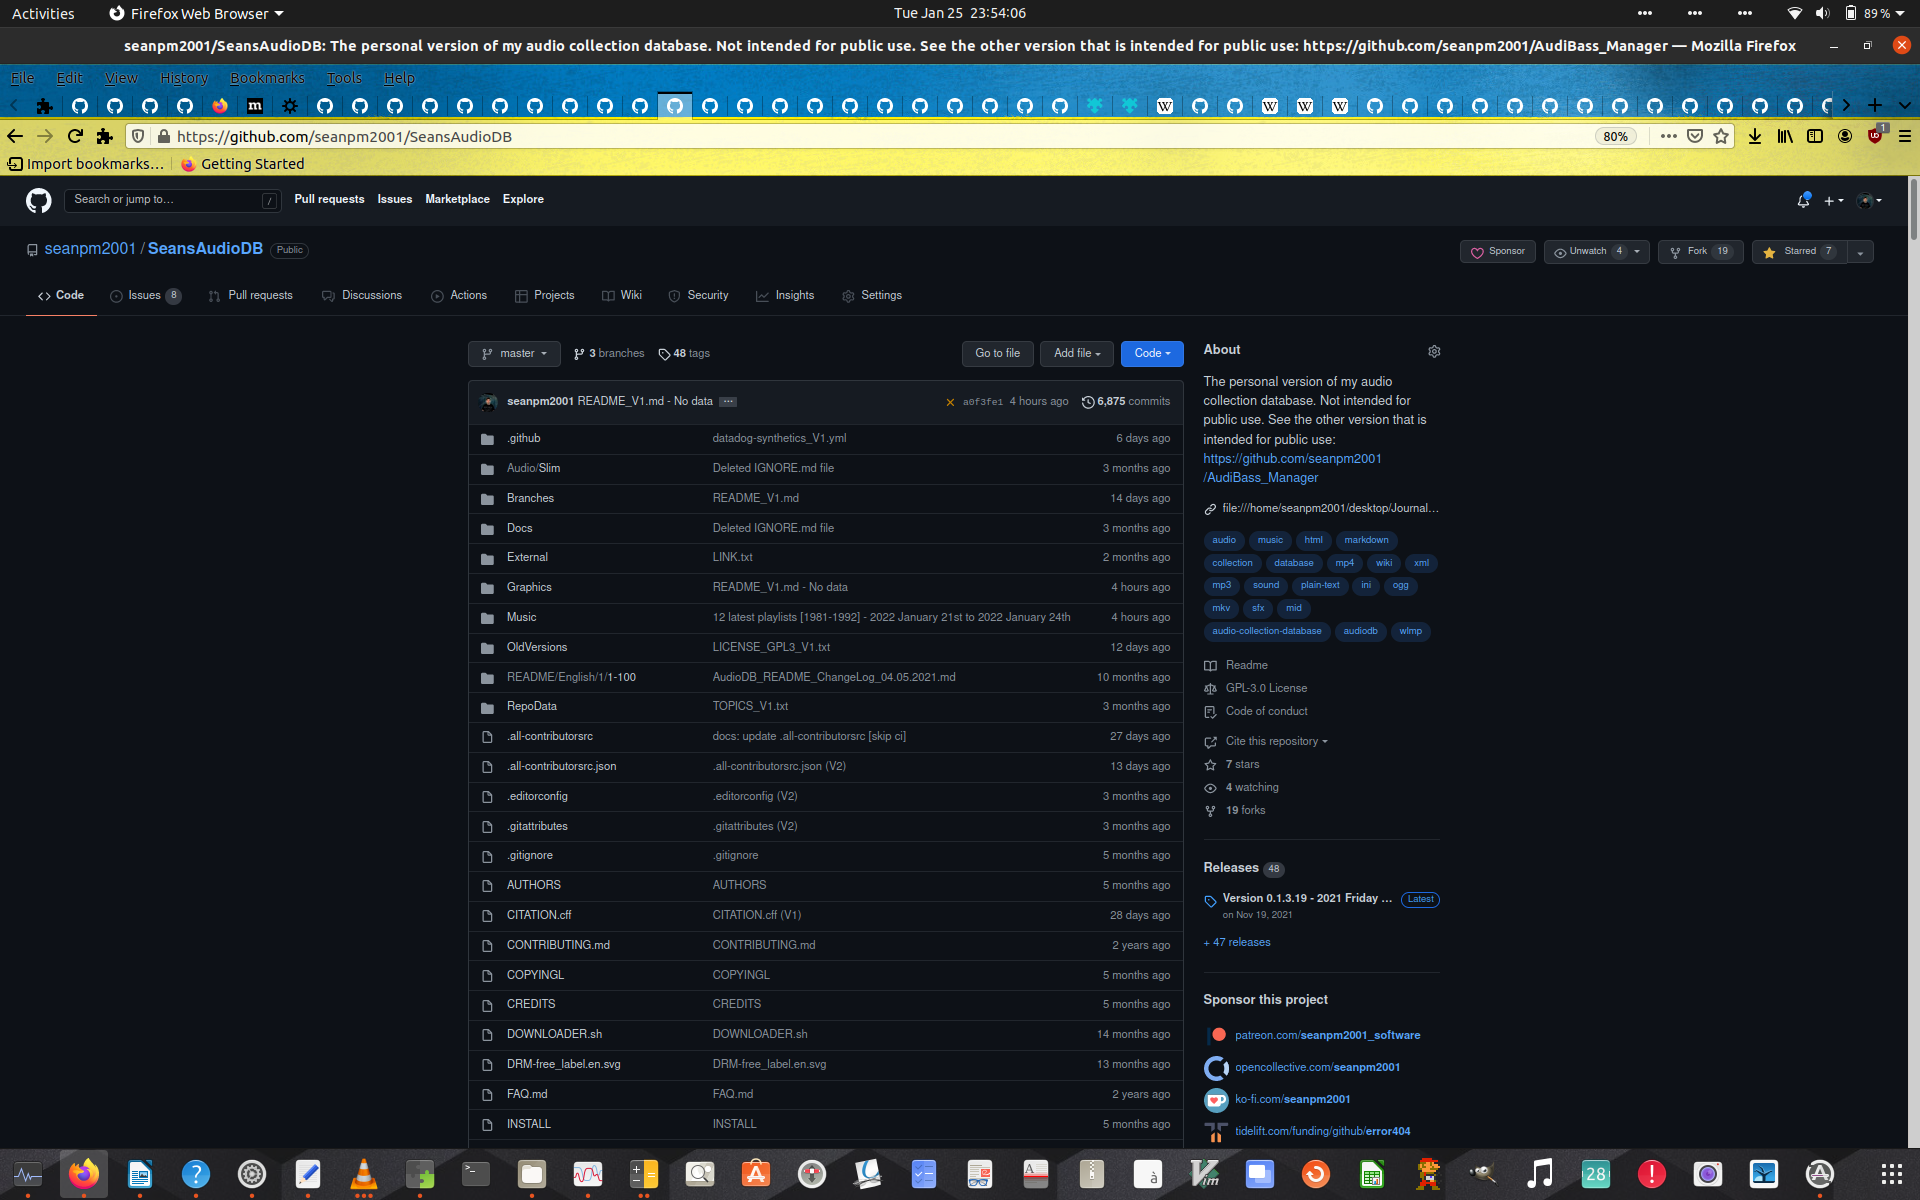 Activities
Firefox Web Browser
Tue Jan 25 23:54:06
89 %
seanpm2001/SeansAudioDB: The personal version of my audio collection database. Not intended for public use. See the other version that is intended for public use: https://github.com/seanpm2001/AudiBass_Manager — Mozilla Firefox
File Edit View History Bookmarks Tools Help
https://github.com/seanpm2001/SeansAudioDB
80%
1
Import bookmarks…
Getting Started
Search or jump to…
/
Pull requests Issues Marketplace Explore
seanpm2001 / SeansAudioDB Public
Sponsor
Unwatch 4
Fork 19
Starred 7
Code
Issues 8
Pull requests
Discussions
Actions
Projects
Wiki
Security
Insights
Settings
master
3 branches
48 tags
Go to file
Add file
Code
seanpm2001 README_V1.md - No data
a0f3fe1 4 hours ago
6,875 commits
.github datadog-synthetics_V1.yml 6 days ago
Audio/Slim Deleted IGNORE.md file 3 months ago
Branches README_V1.md 14 days ago
Docs Deleted IGNORE.md file 3 months ago
External LINK.txt 2 months ago
Graphics README_V1.md - No data 4 hours ago
Music 12 latest playlists [1981-1992] - 2022 January 21st to 2022 January 24th 4 hours ago
OldVersions LICENSE_GPL3_V1.txt 12 days ago
README/English/1/1-100 AudioDB_README_ChangeLog_04.05.2021.md 10 months ago
RepoData TOPICS_V1.txt 3 months ago
.all-contributorsrc docs: update .all-contributorsrc [skip ci] 27 days ago
.all-contributorsrc.json .all-contributorsrc.json (V2) 13 days ago
.editorconfig .editorconfig (V2) 3 months ago
.gitattributes .gitattributes (V2) 3 months ago
.gitignore .gitignore 5 months ago
AUTHORS AUTHORS 5 months ago
CITATION.cff CITATION.cff (V1) 28 days ago
CONTRIBUTING.md CONTRIBUTING.md 2 years ago
COPYINGL COPYINGL 5 months ago
CREDITS CREDITS 5 months ago
DOWNLOADER.sh DOWNLOADER.sh 14 months ago
DRM-free_label.en.svg DRM-free_label.en.svg 13 months ago
FAQ.md FAQ.md 2 years ago
INSTALL INSTALL 5 months ago
About
The personal version of my audio
collection database. Not intended for
public use. See the other version that is
intended for public use:
https://github.com/seanpm2001
/AudiBass_Manager
file:///home/seanpm2001/desktop/Journal…
audio music html markdown
collection database mp4 wiki xml
mp3 sound plain-text ini ogg
mkv sfx mid
audio-collection-database audiodb wlmp
Readme
GPL-3.0 License
Code of conduct
Cite this repository
7 stars
4 watching
19 forks
Releases 48
Version 0.1.3.19 - 2021 Friday … Latest
on Nov 19, 2021
+ 47 releases
Sponsor this project
patreon.com/seanpm2001_software
opencollective.com/seanpm2001
ko-fi.com/seanpm2001
tidelift.com/funding/github/error404
28